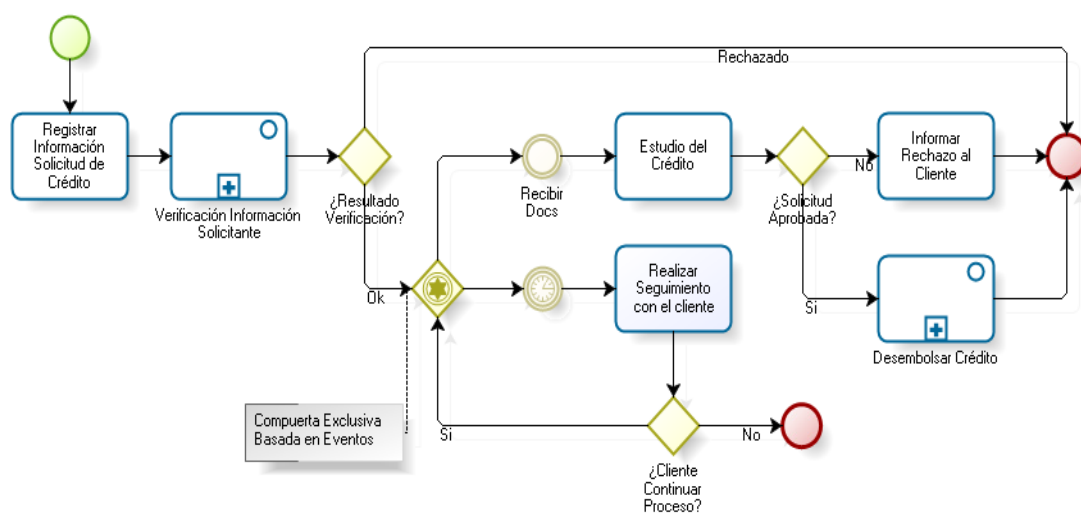 Rechazado
Registrar
Información
Solicitud de
Crédito
Verificación Información
Solicitante
¿Resultado
Verificación?
Ok
Recibir
Docs
Estudio del
Crédito
¿Solicitud
Aprobada?
No
Informar
Rechazo al
Cliente
Si
Desembolsar Crédito
Realizar
Seguimiento
con el cliente
Compuerta Exclusiva
Basada en Eventos
Si
No
¿Cliente
Continuar
Proceso?